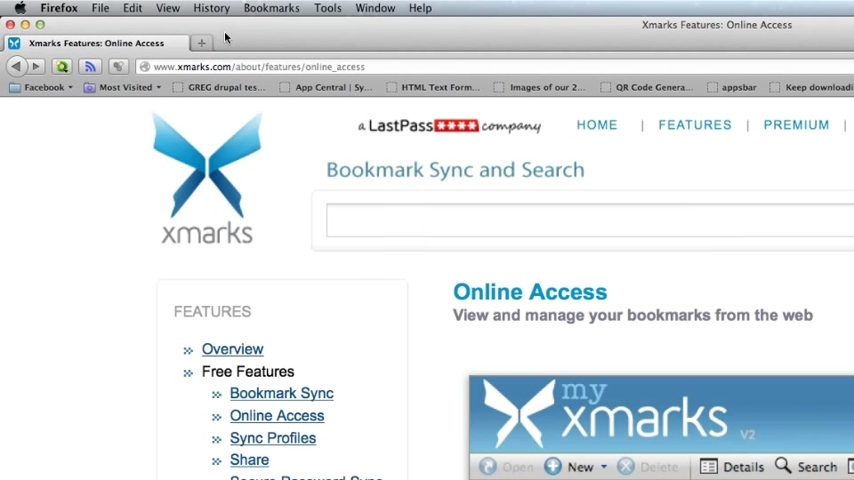 Firefox File Edit View History Bookmarks Tools Window Help
Xmarks Features: Online Access
Xmarks Features: Online Access
www.xmarks.com/about/features/online_access
Facebook Most Visited GREG drupal tes... App Central | Sy... HTML Text Form... Images of our 2... QR Code Genera... appsbar Keep downloadi
a LastPass **** company HOME | FEATURES | PREMIUM |
Bookmark Sync and Search
xmarks
FEATURES
Online Access
View and manage your bookmarks from the web
Overview
Free Features
Bookmark Sync
Online Access
Sync Profiles
Share
Secure Password Sync
my
xmarks V2
Open New Delete Details Search